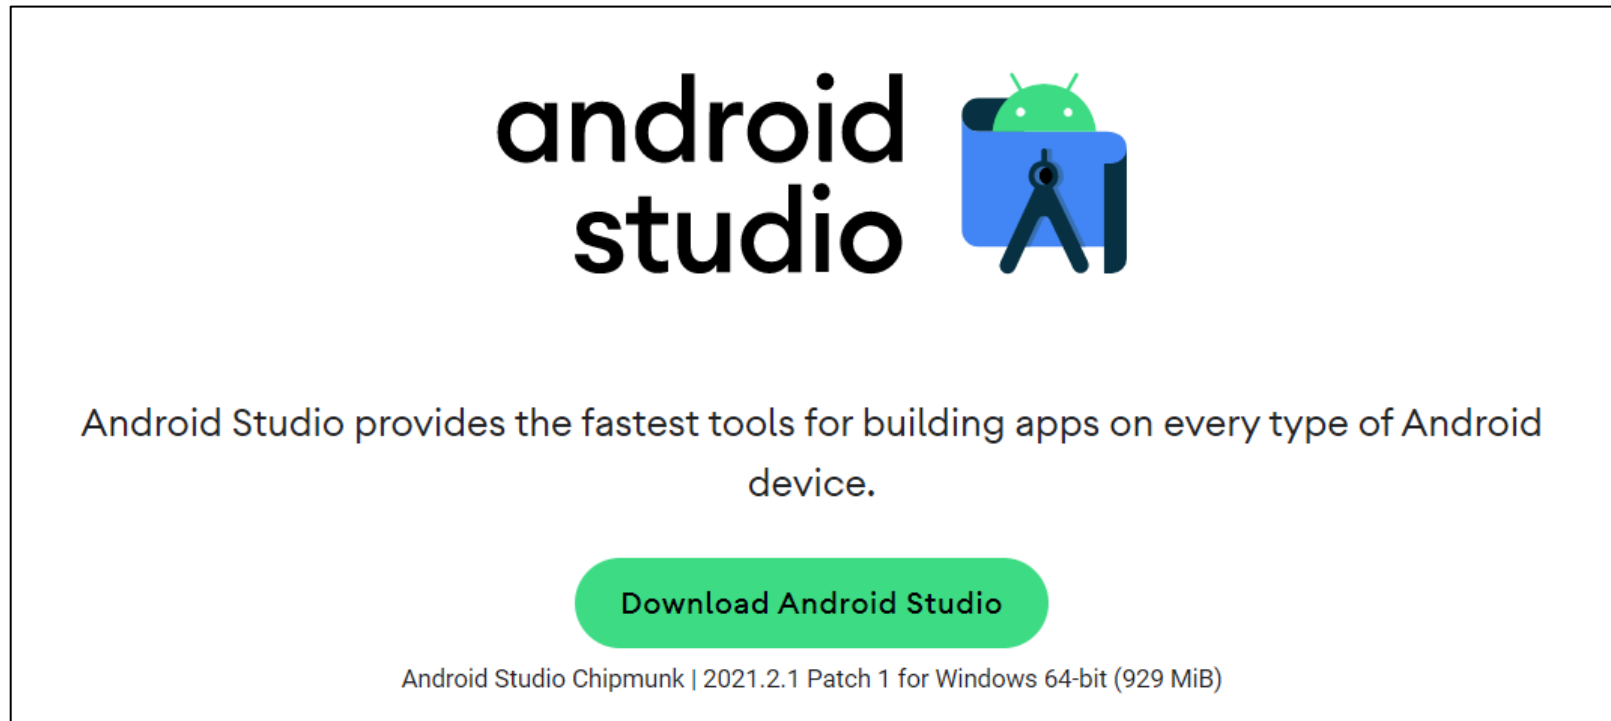 android
studio
Android Studio provides the fastest tools for building apps on every type of Android
device.
Download Android Studio
Android Studio Chipmunk | 2021.2.1 Patch 1 for Windows 64-bit (929 MiB)